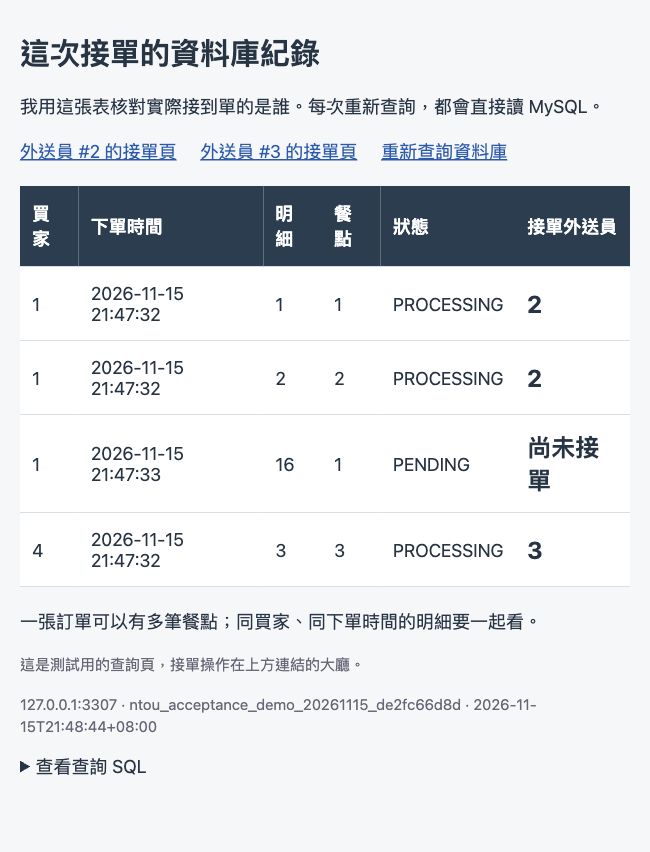 這次接單的資料庫紀錄
我用這張表核對實際接到單的是誰。每次重新查詢，都會直接讀 MySQL。
外送員 #2 的接單頁 外送員 #3 的接單頁 重新查詢資料庫
買家 下單時間 明細 餐點 狀態 接單外送員
1 2026-11-15 21:47:32 1 1 PROCESSING 2
1 2026-11-15 21:47:32 2 2 PROCESSING 2
1 2026-11-15 21:47:33 16 1 PENDING 尚未接單
4 2026-11-15 21:47:32 3 3 PROCESSING 3
一張訂單可以有多筆餐點；同買家、同下單時間的明細要一起看。
這是測試用的查詢頁，接單操作在上方連結的大廳。
127.0.0.1:3307 · ntou_acceptance_demo_20261115_de2fc66d8d · 2026-11-
15T21:48:44+08:00
▶ 查看查詢 SQL